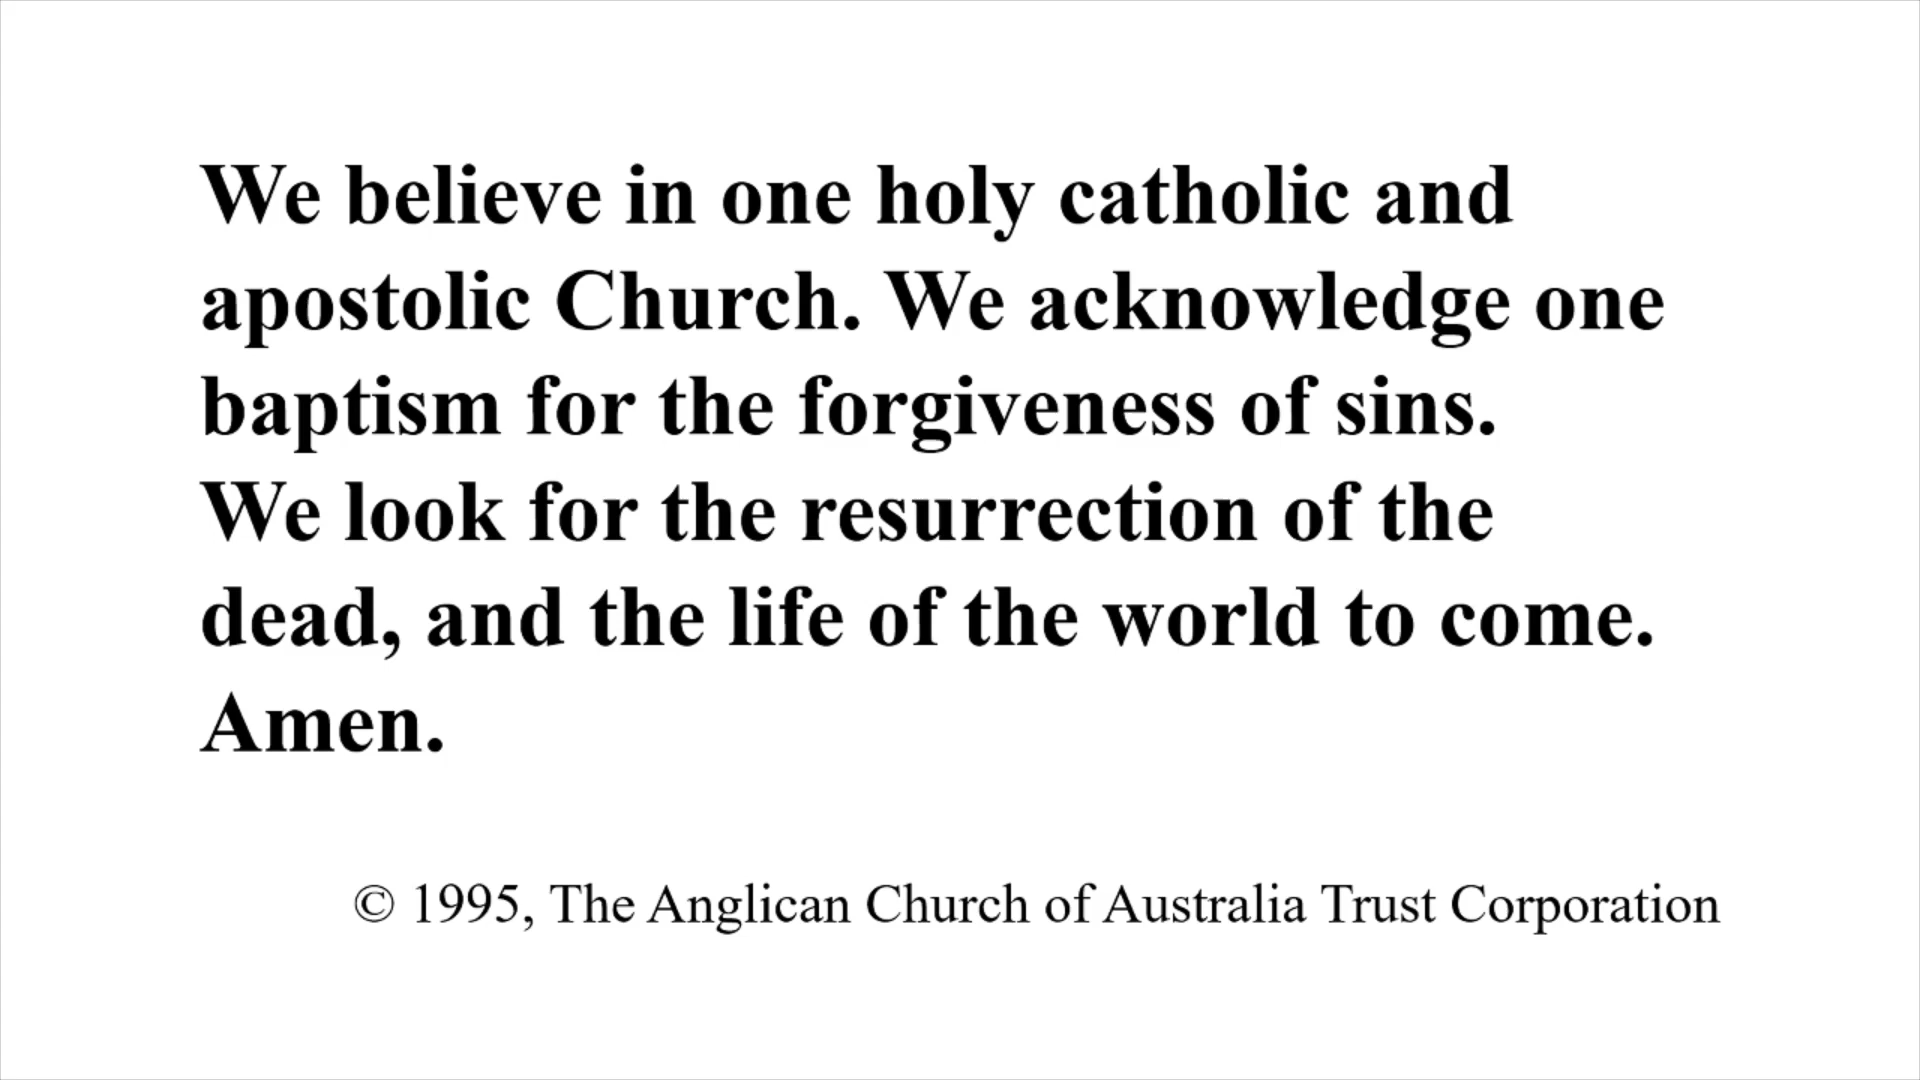 We believe in one holy catholic and
apostolic Church. We acknowledge one
baptism for the forgiveness of sins.
We look for the resurrection of the
dead, and the life of the world to come.
Amen.
© 1995, The Anglican Church of Australia Trust Corporation